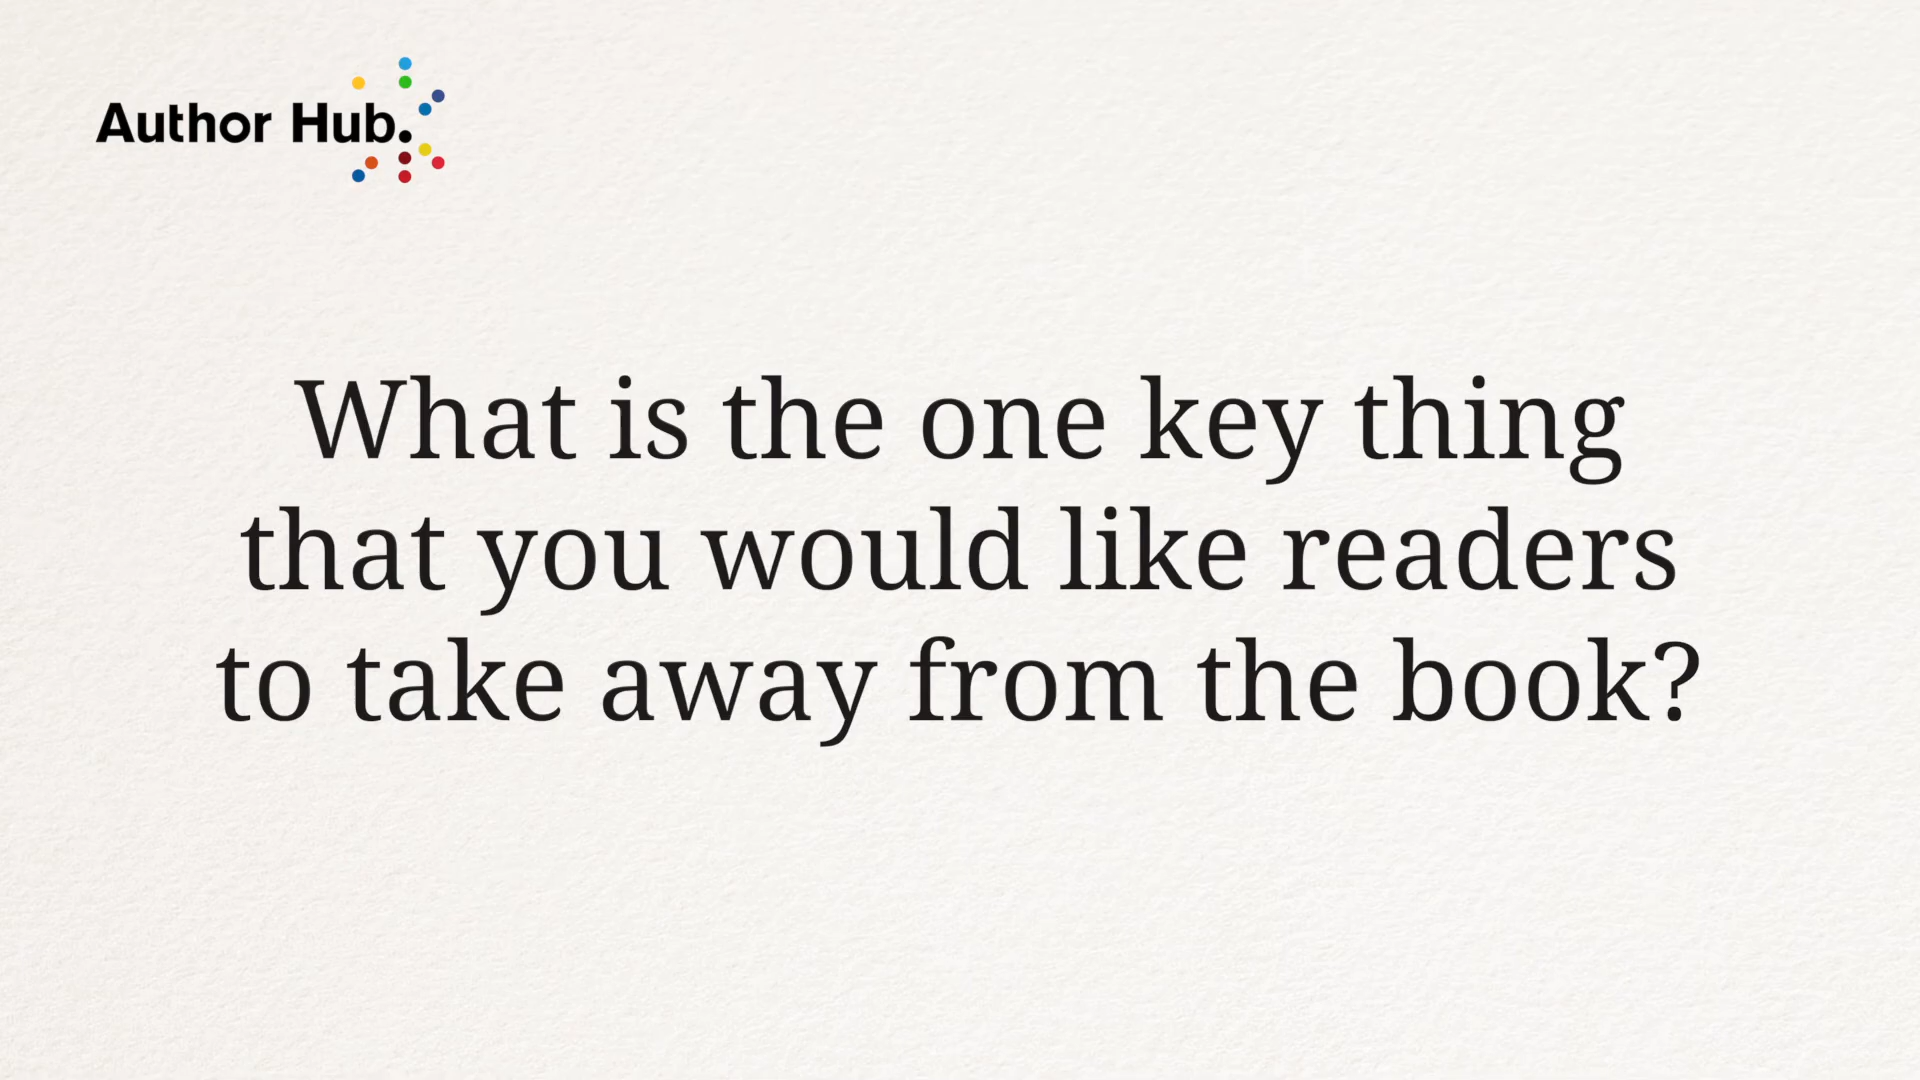 Author Hub.
What is the one key thing
that you would like readers
to take away from the book?